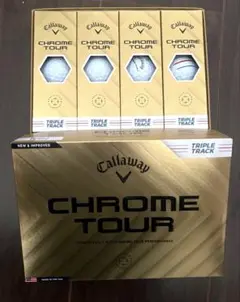 Callaway Callaway Callaway Callaway
CHROME TOUR CHROME TOUR CHROME TOUR CHROME TOUR
TRIPLE TRACK TRIPLE TRACK TRIPLE TRACK TRIPLE TRACK
NEW & IMPROVED
Callaway
TRIPLE TRACK
CHROME
TOUR